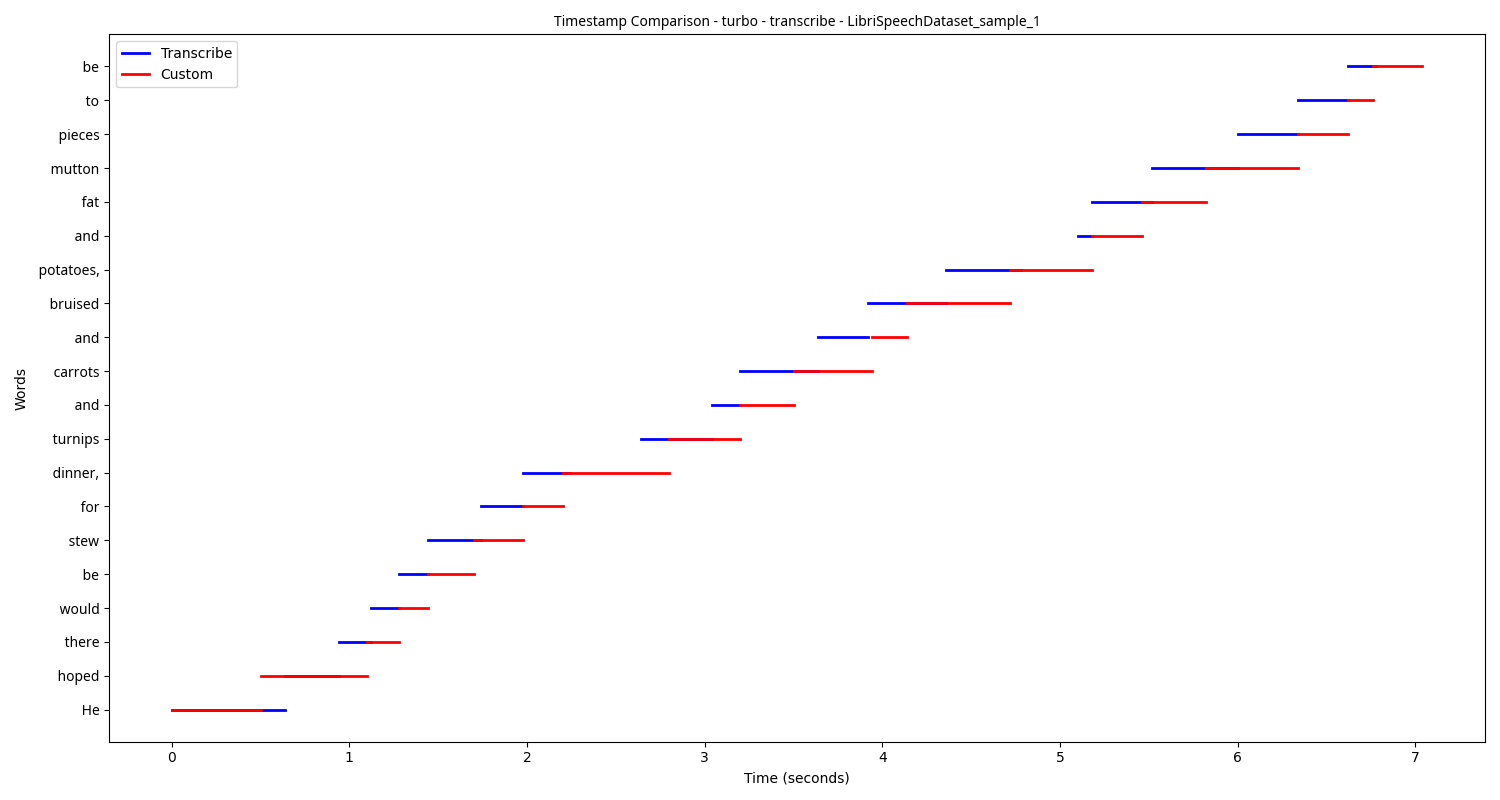 Timestamp Comparison - turbo - transcribe - LibriSpeechDataset_sample_1
Transcribe
Custom
Words
be
to
pieces
mutton
fat
and
potatoes,
bruised
and
carrots
and
turnips
dinner,
for
stew
be
would
there
hoped
He
0 1 2 3 4 5 6 7
Time (seconds)